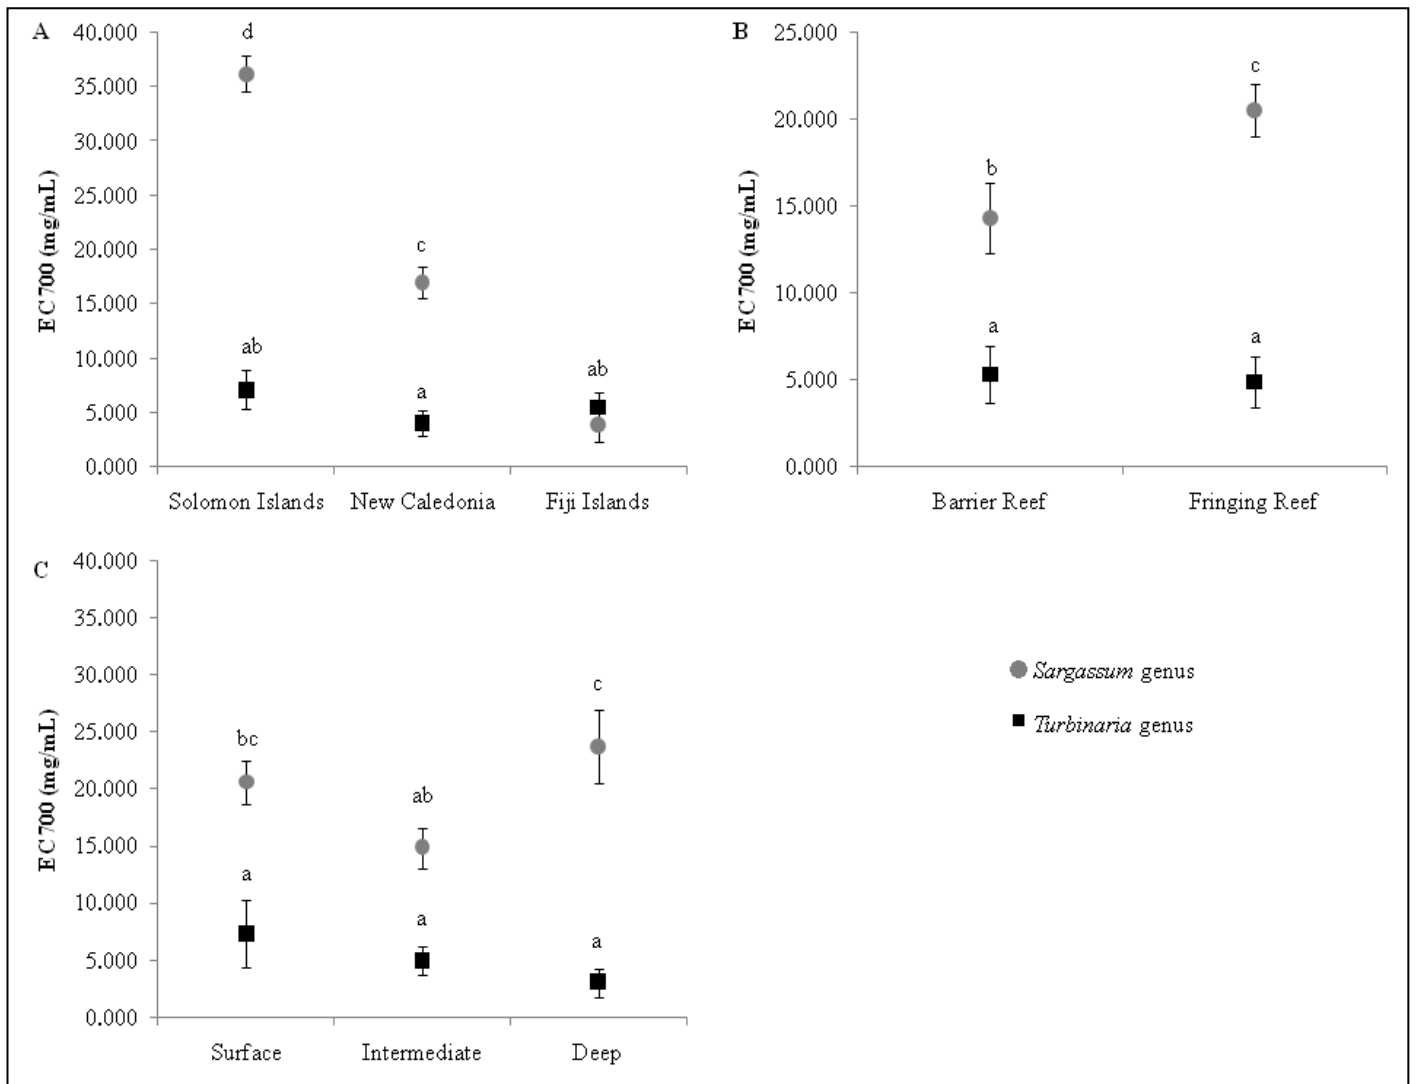 A
EC700 (mg/mL)
40.000
35.000
30.000
25.000
20.000
15.000
10.000
5.000
0.000
d
c
ab
a
ab
Solomon Islands New Caledonia Fiji Islands
B
EC700 (mg/mL)
25.000
20.000
15.000
10.000
5.000
0.000
c
b
a
a
Barrier Reef Fringing Reef
C
EC700 (mg/mL)
40.000
35.000
30.000
25.000
20.000
15.000
10.000
5.000
0.000
c
bc
ab
a
a
a
Surface Intermediate Deep
Sargassum genus
Turbinaria genus